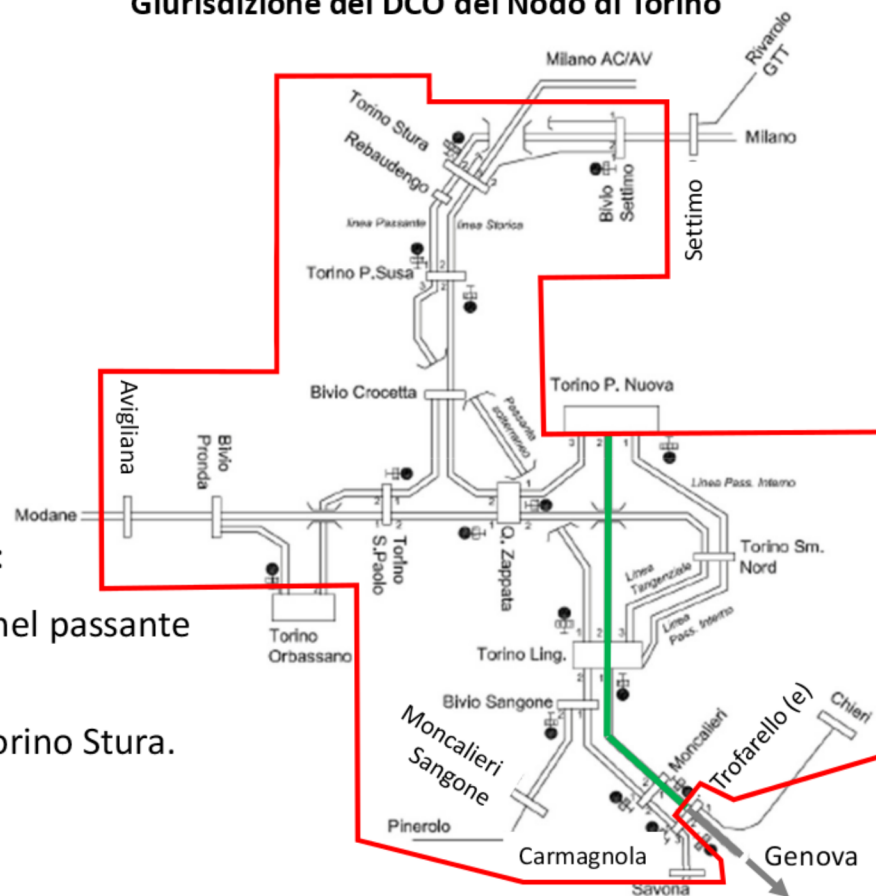 Giurisdizione del DCO del Nodo di Torino
Milano AC/AV
Rivarolo
GTT
Torino Stura
Rebaudengo
Milano
Bivio
Settimo
Settimo
linea Passante
linea Storica
Torino P.Susa
Bivio Crocetta
Torino P. Nuova
Passante
Avigliana
Bivio
Pronda
Linea Pass. Interno
Modane
Torino
S.Paolo
Q. Zappata
Torino Sm.
Nord
Linea
Tangenziale
Linea
Pass. Interno
:
nel passante
Torino
Orbassano
Torino Ling.
orino Stura.
Bivio Sangone
Moncalieri
Sangone
Moncalieri
Trofarello (e)
Chieri
Pinerolo
Carmagnola
Genova
Savona